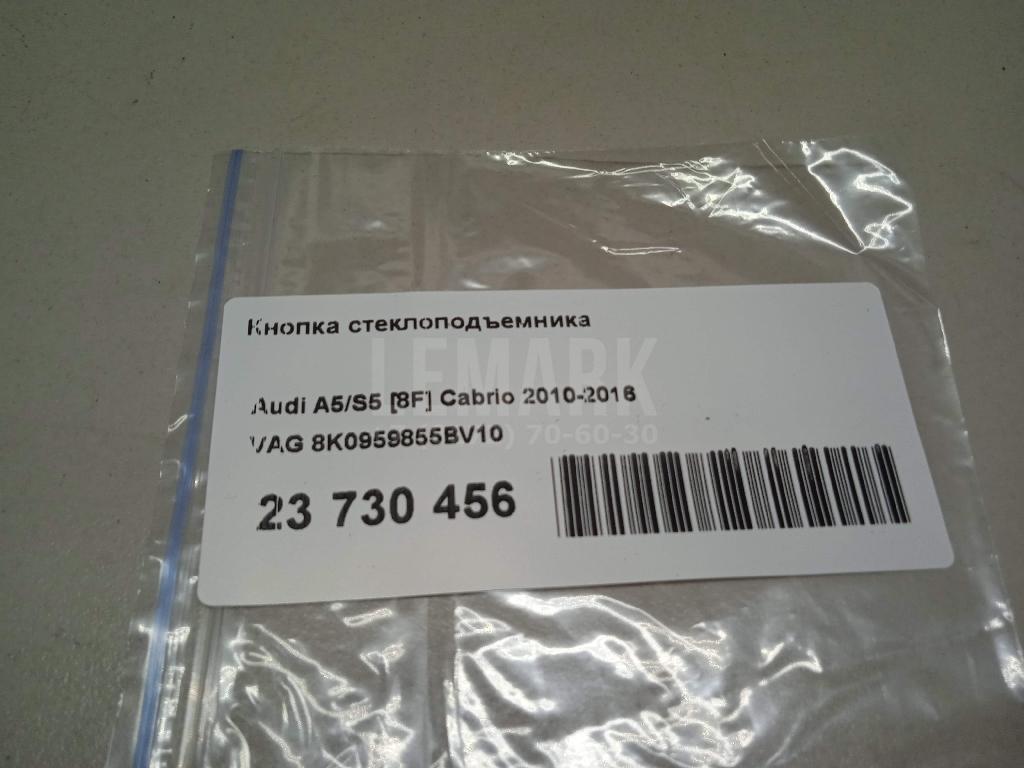 Кнопка стеклоподъемника
LEMARK
Audi A5/S5 [8F] Cabrio 2010-2016
VAG 8K0959855BV10
) 70-60-30
23 730 456